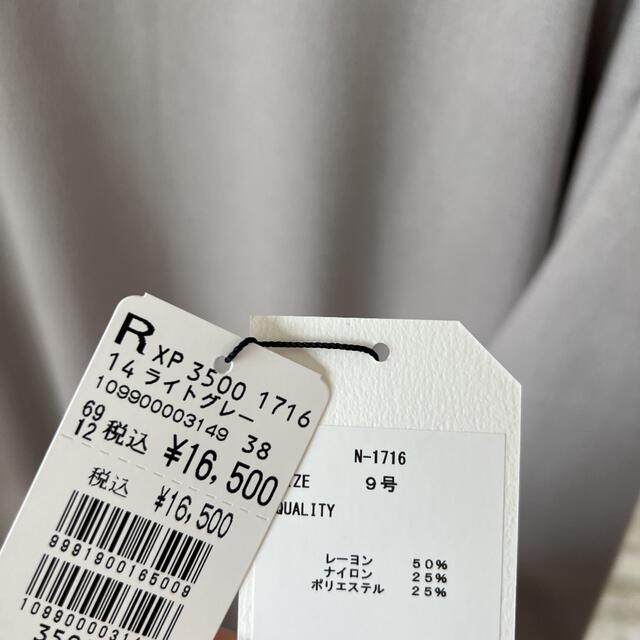 R XP 3500 1716
14 ライトグレー
109900003149 38
69
12 税込 ¥16,500
税込 ¥16,500
9991900165009
N-1716
9号
QUALITY
レーヨン 50%
ナイロン 25%
ポリエステル 25%